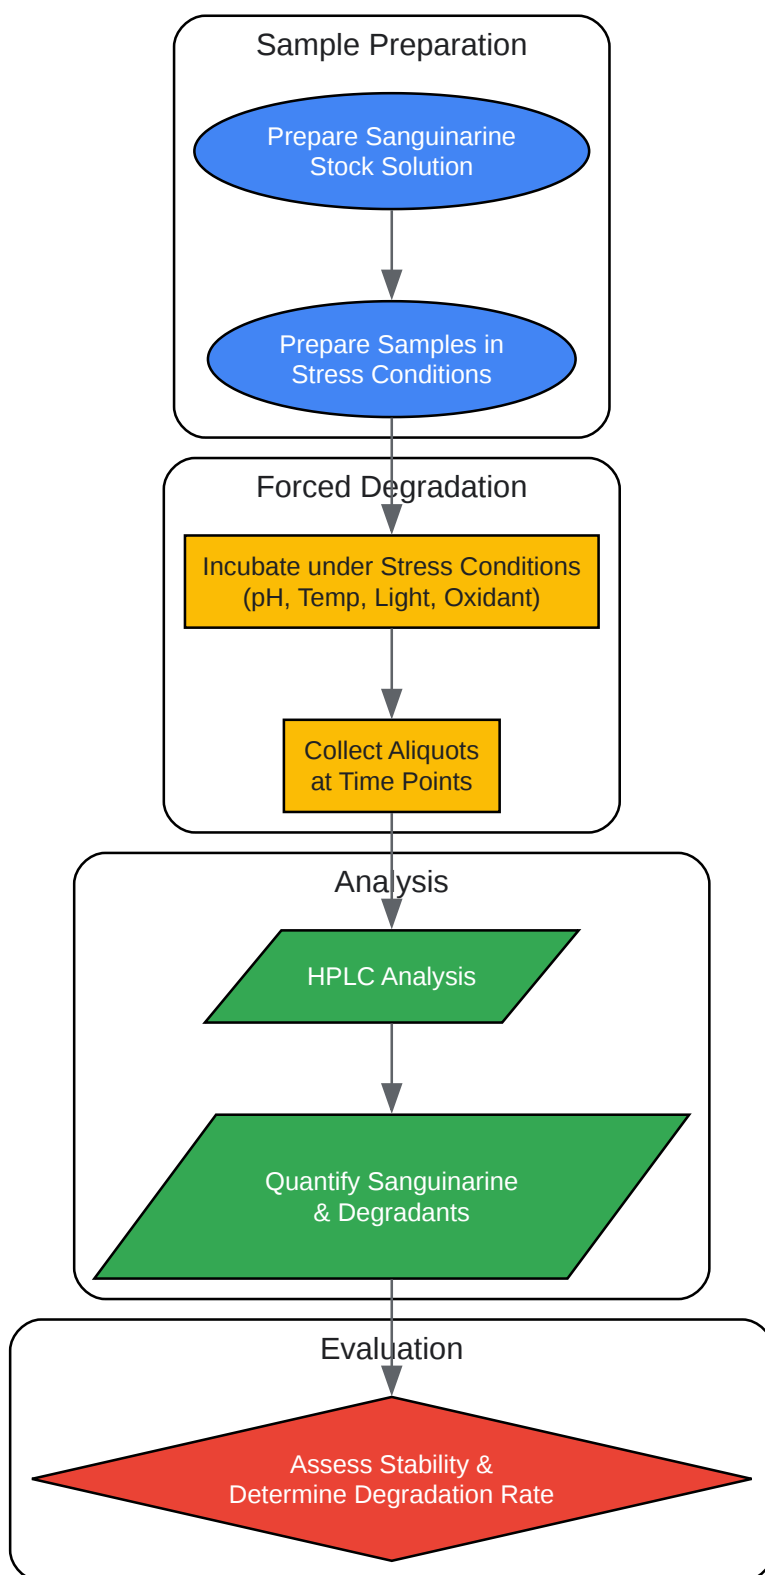 Sample Preparation
Prepare Sanguinarine
Stock Solution
Prepare Samples in
Stress Conditions
Forced Degradation
Incubate under Stress Conditions
(pH, Temp, Light, Oxidant)
Collect Aliquots
at Time Points
Analysis
HPLC Analysis
Quantify Sanguinarine
& Degradants
Evaluation
Assess Stability &
Determine Degradation Rate